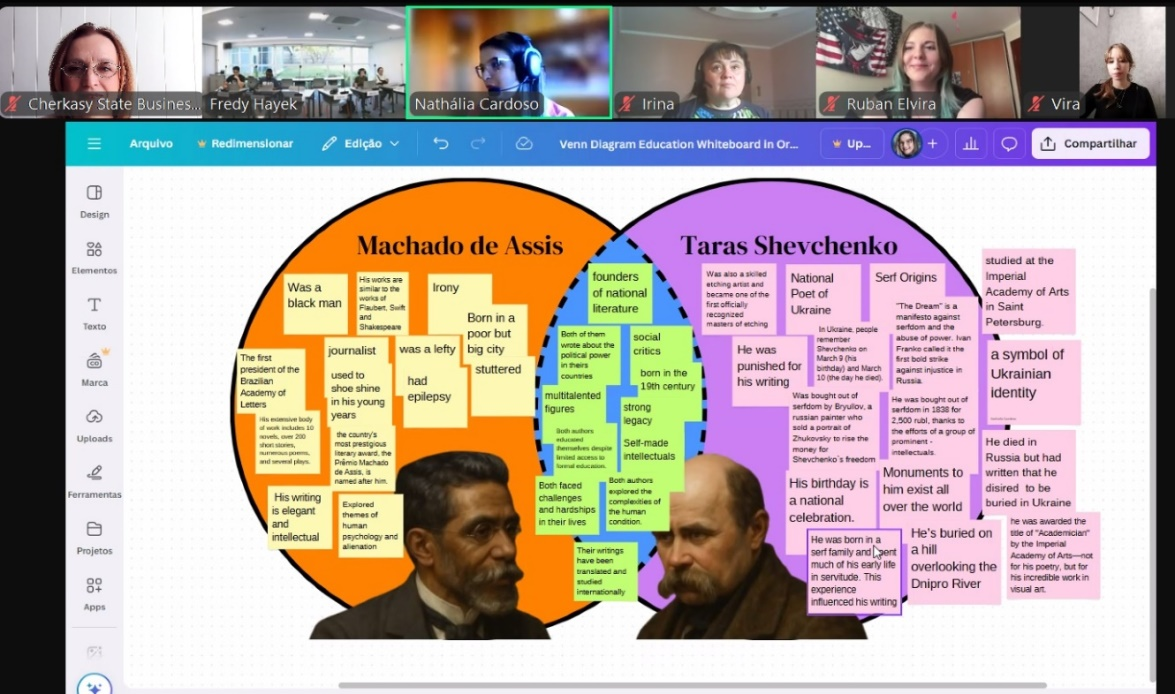 Cherkasy State Busines...
Fredy Hayek
Nathália Cardoso
Irina
Ruban Elvira
Vira
Arquivo
Redimensionar
Edição
Venn Diagram Education Whiteboard in Or...
Up...
Compartilhar
Design
Elementos
Texto
Marca
Uploads
Ferramentas
Projetos
Apps
Machado de Assis
Was a
black man
His works are
similar to the
works of
Flaubert, Swift
and
Shakespeare
Irony
Born in a
poor but
big city
The first
president of the
Brazilian
Academy of
Letters
journalist
used to
shoe shine
in his young
years
was a lefty
had
epilepsy
stuttered
His extensive body
of work includes 10
novels, over 200
short stories,
numerous poems,
and several plays.
the country's
most prestigious
literary award, the
Prêmio Machado
de Assis, is
named after him.
His writing
is elegant
and
intellectual
Explored
themes of
human
psychology and
alienation
founders
of national
literature
Both of them
wrote about the
political power
in theirs
countries
social
critics
born in the
19th century
multitalented
figures
strong
legacy
Both authors
educated
themselves despite
limited access to
formal education.
Self-made
intellectuals
Both faced
challenges
and hardships
in their lives
Both authors
explored the
complexities of
the human
condition.
Their writings
have been
translated and
studied
internationally
Taras Shevchenko
Was also a skilled
etching artist and
became one of the
first officially
recognized
masters of etching
National
Poet of
Ukraine
Serf Origins
studied at the
Imperial
Academy of Arts
in Saint
Petersburg.
He was
punished for
his writing
In Ukraine, people
remember
Shevchenko on
March 9 (his
birthday) and March
10 (the day he died).
"The Dream" is a
manifesto against
serfdom and the
abuse of power. Ivan
Franko called it the
first bold strike
against injustice in
Russia.
a symbol of
Ukrainian
identity
Was bought out of
serfdom by Bryullov, a
russian painter who
sold a portrait of
Zhukovsky to rise the
money for
Shevchenko's freedom
He was bought out of
serfdom in 1838 for
2,500 rubl, thanks to
the efforts of a group of
prominent -
intellectuals.
He died in
Russia but had
written that he
disired to be
buried in Ukraine
His birthday is
a national
celebration.
Monuments to
him exist all
over the world
He was born in a
serf family and spent
much of his early life
in servitude. This
experience
influenced his writing
He's buried on
a hill
overlooking the
Dnipro River
he was awarded the
title of "Academician"
by the Imperial
Academy of Arts—not
for his poetry, but for
his incredible work in
visual art.